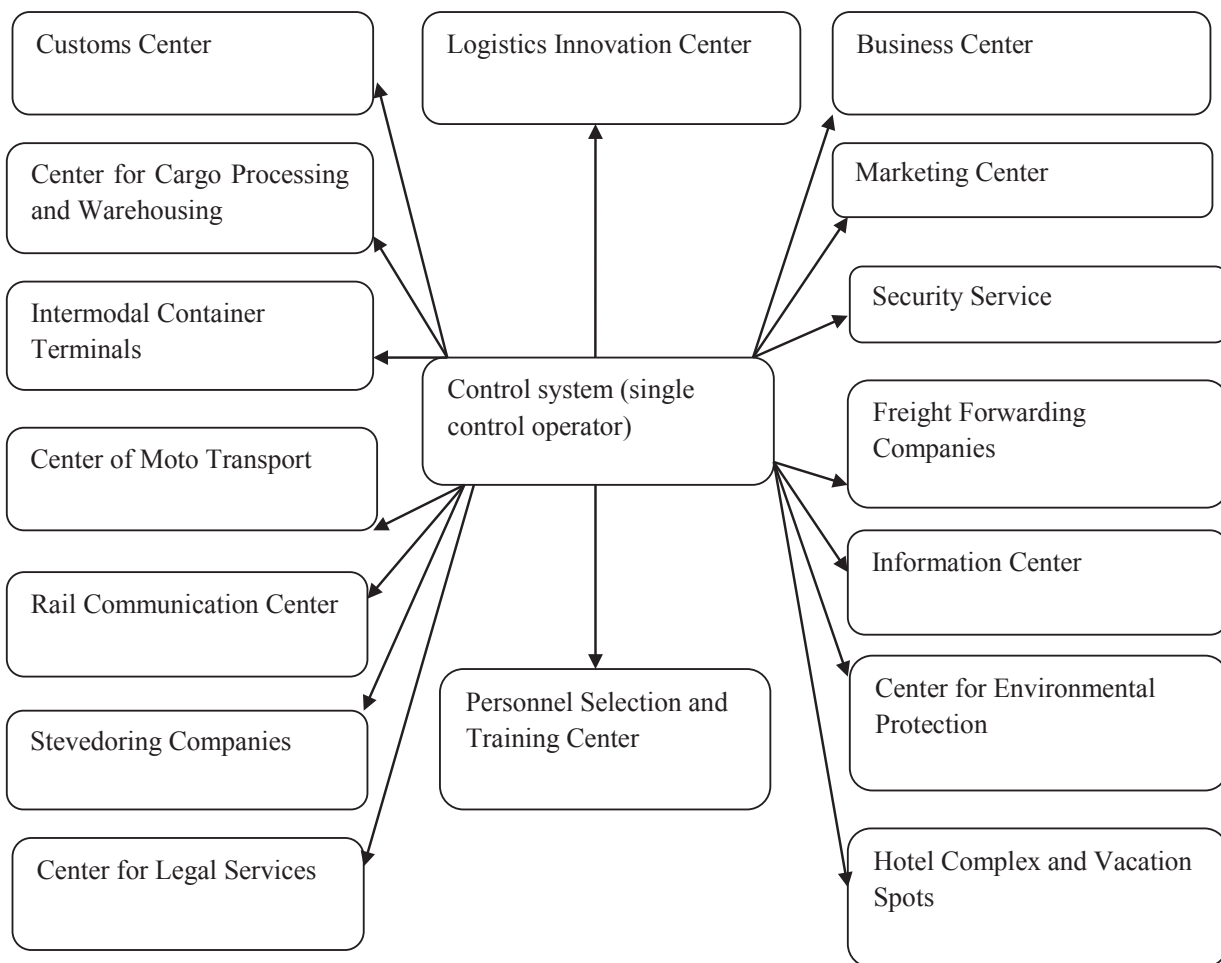 Customs Center
Logistics Innovation Center
Business Center
Center for Cargo Processing
and Warehousing
Marketing Center
Intermodal Container
Terminals
Security Service
Control system (single
control operator)
Freight Forwarding
Companies
Center of Moto Transport
Information Center
Rail Communication Center
Personnel Selection and
Training Center
Center for Environmental
Protection
Stevedoring Companies
Center for Legal Services
Hotel Complex and Vacation
Spots